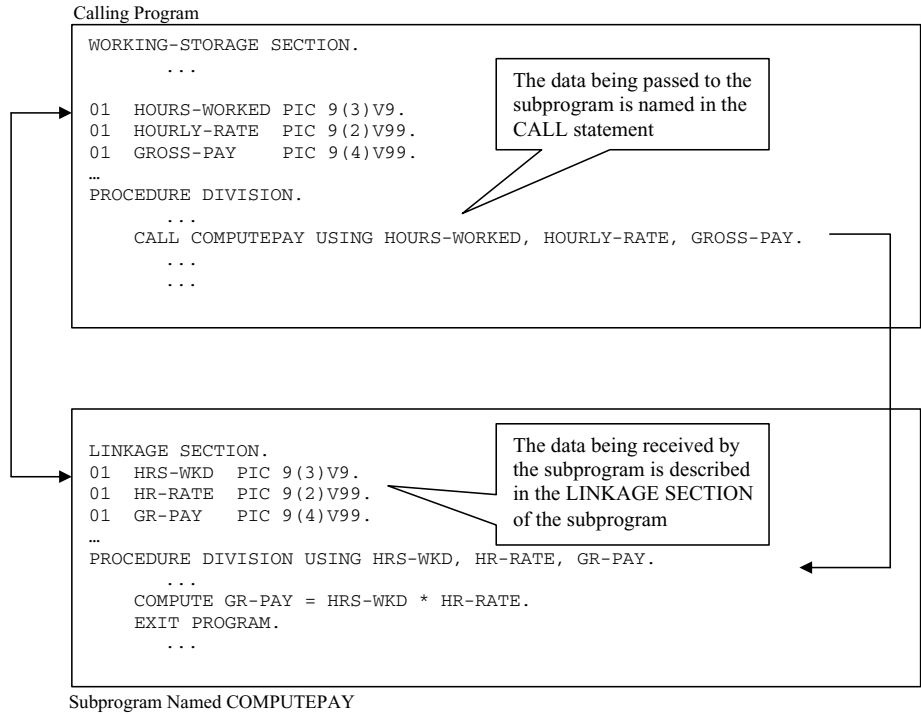 Calling Program
WORKING-STORAGE SECTION.
...
The data being passed to the
subprogram is named in the
CALL statement
01 HOURS-WORKED PIC 9(3)V9.
01 HOURLY-RATE PIC 9(2)V99.
01 GROSS-PAY PIC 9(4)V99.
…
PROCEDURE DIVISION.
...
CALL COMPUTEPAY USING HOURS-WORKED, HOURLY-RATE, GROSS-PAY.
...
...
LINKAGE SECTION.
01 HRS-WKD PIC 9(3)V9.
01 HR-RATE PIC 9(2)V99.
01 GR-PAY PIC 9(4)V99.
…
The data being received by
the subprogram is described
in the LINKAGE SECTION
of the subprogram
PROCEDURE DIVISION USING HRS-WKD, HR-RATE, GR-PAY.
...
COMPUTE GR-PAY = HRS-WKD * HR-RATE.
EXIT PROGRAM.
...
Subprogram Named COMPUTEPAY